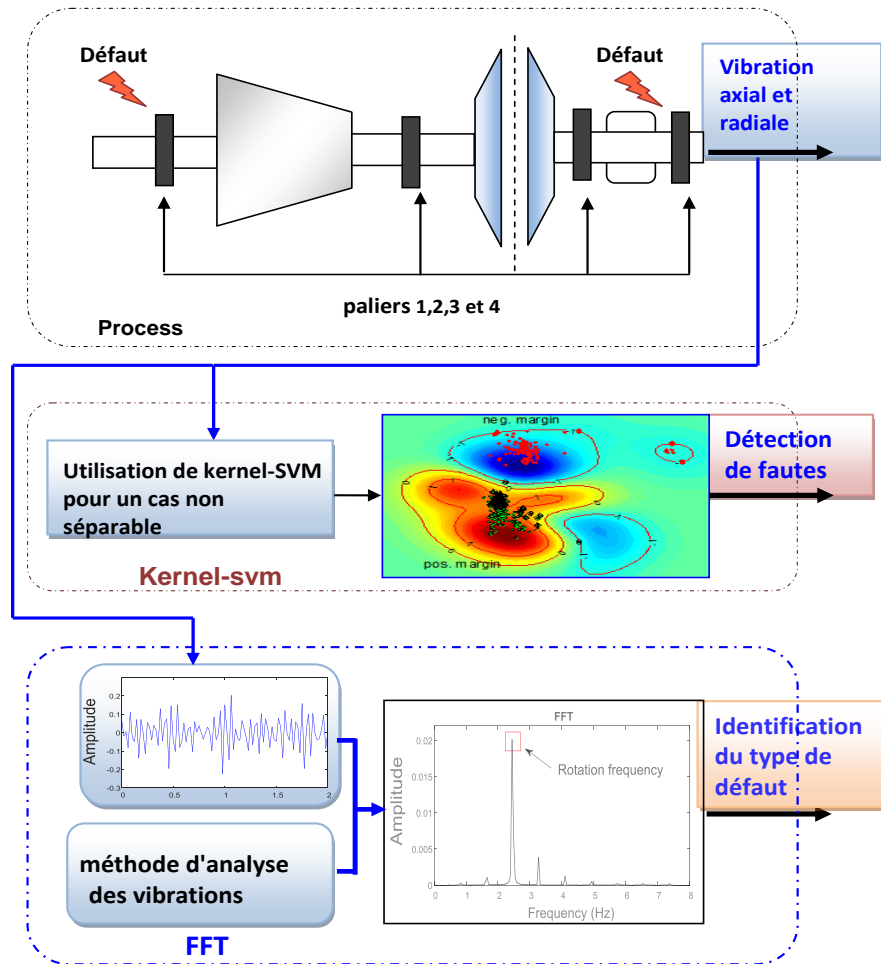 Défaut
Défaut
Vibration
axial et
radiale
paliers 1,2,3 et 4
Process
Utilisation de kernel-SVM
pour un cas non
séparable
neg. margin
pos. margin
Détection
de fautes
Kernel-svm
Amplitude
0.2
0.1
0
-0.1
-0.2
-0.3
0
0.5
1
1.5
2
méthode d'analyse
des vibrations
FFT
FFT
Amplitude
0.02
0.015
0.01
0.005
0
Rotation frequency
0 1 2 3 4 5 6 7 8
Frequency (Hz)
Identification
du type de
défaut